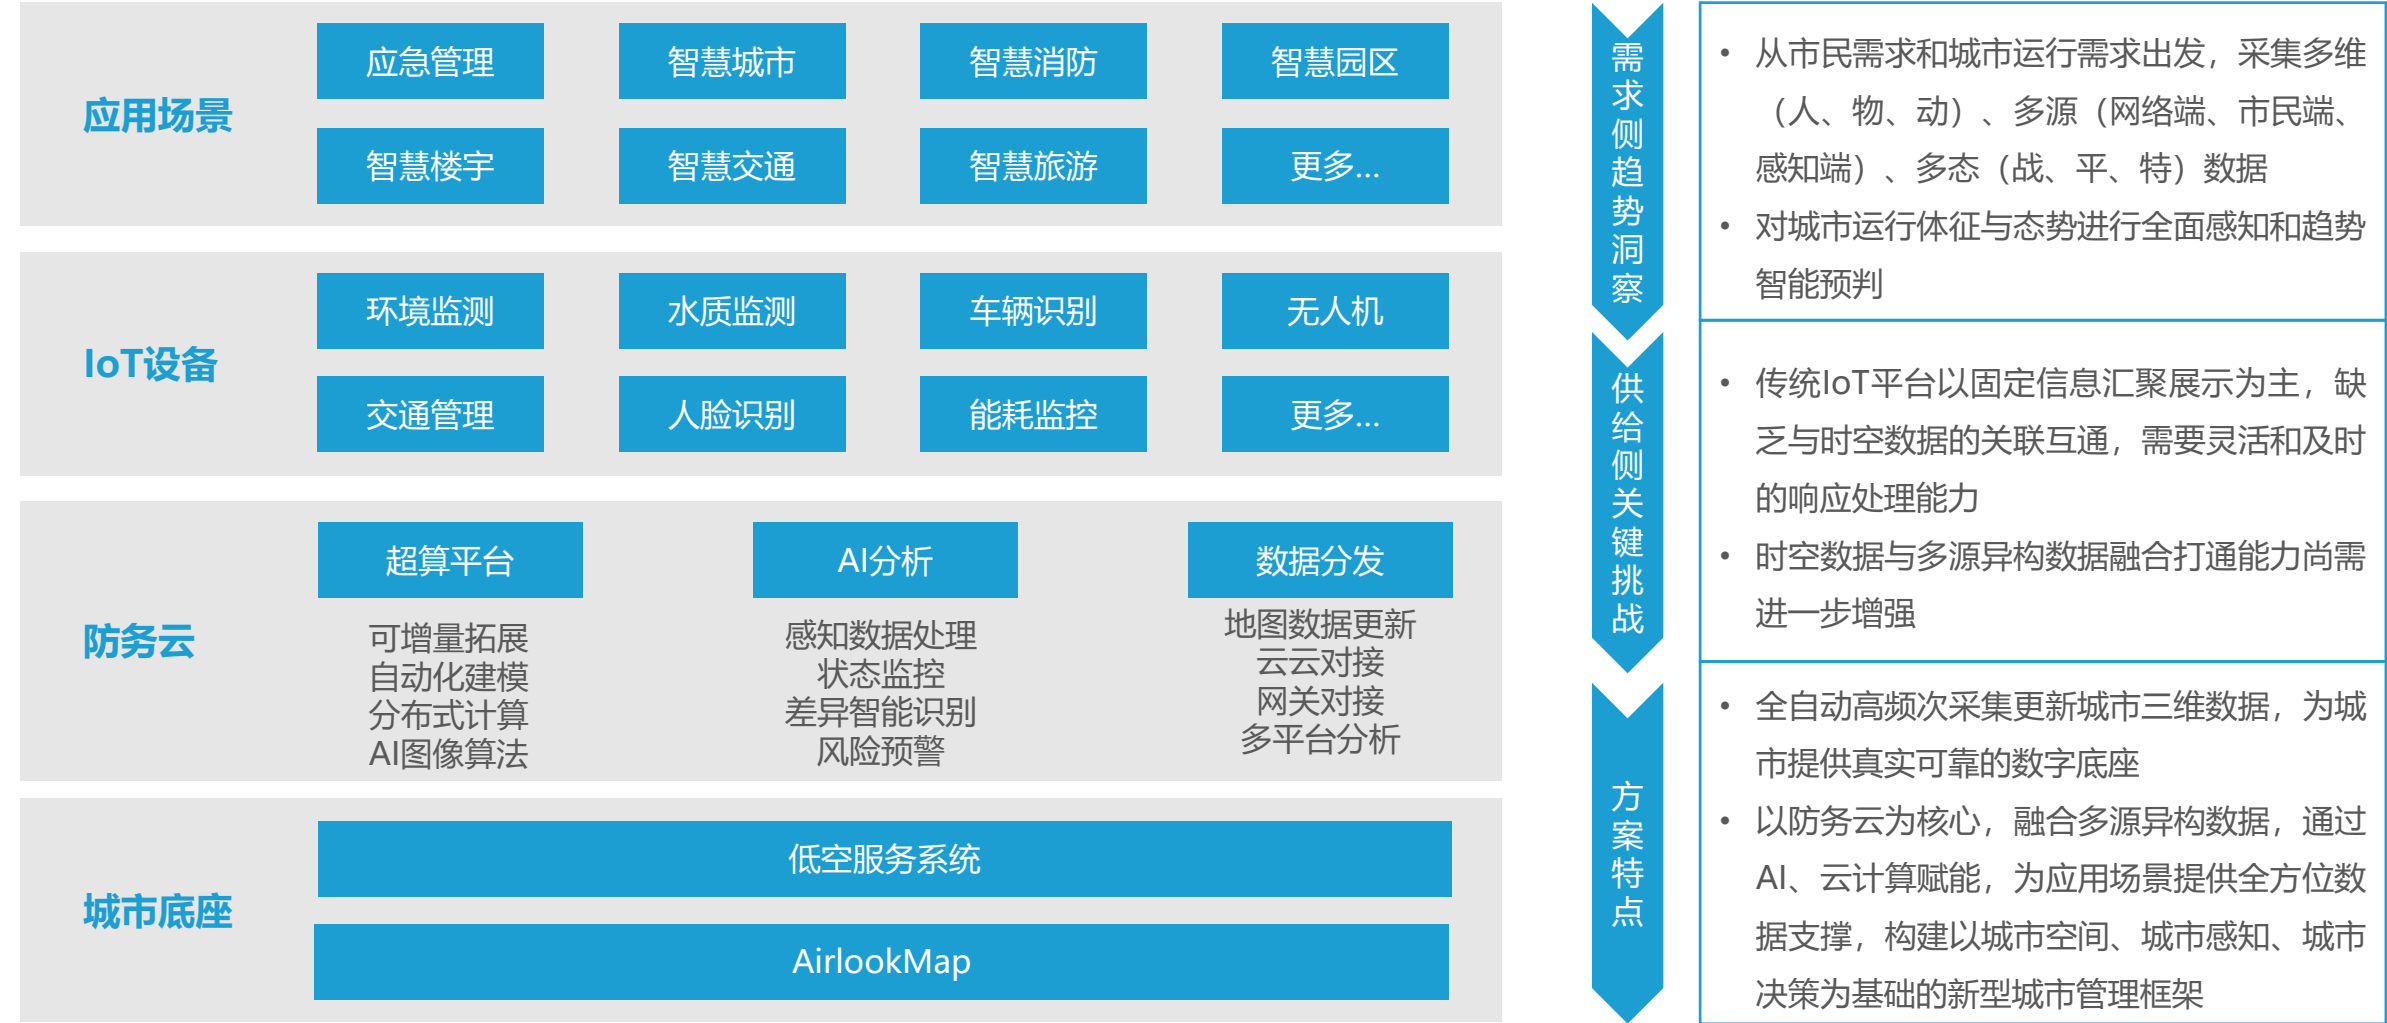 应用场景
应急管理
智慧城市
智慧消防
智慧园区
智慧楼宇
智慧交通
智慧旅游
更多...
IoT设备
环境监测
水质监测
车辆识别
无人机
交通管理
人脸识别
能耗监控
更多...
防务云
超算平台
可增量拓展
自动化建模
分布式计算
AI图像算法
AI分析
感知数据处理
状态监控
差异智能识别
风险预警
数据分发
地图数据更新
云云对接
网关对接
多平台分析
城市底座
低空服务系统
AirlookMap
需求侧趋势洞察
• 从市民需求和城市运行需求出发，采集多维
（人、物、动）、多源（网络端、市民端、
感知端）、多态（战、平、特）数据
• 对城市运行体征与态势进行全面感知和趋势
智能预判
供给侧关键挑战
• 传统IoT平台以固定信息汇聚展示为主，缺
乏与时空数据的关联互通，需要灵活和及时
的响应处理能力
• 时空数据与多源异构数据融合打通能力尚需
进一步增强
方案特点
• 全自动高频次采集更新城市三维数据，为城
市提供真实可靠的数字底座
• 以防务云为核心，融合多源异构数据，通过
AI、云计算赋能，为应用场景提供全方位数
据支撑，构建以城市空间、城市感知、城市
决策为基础的新型城市管理框架